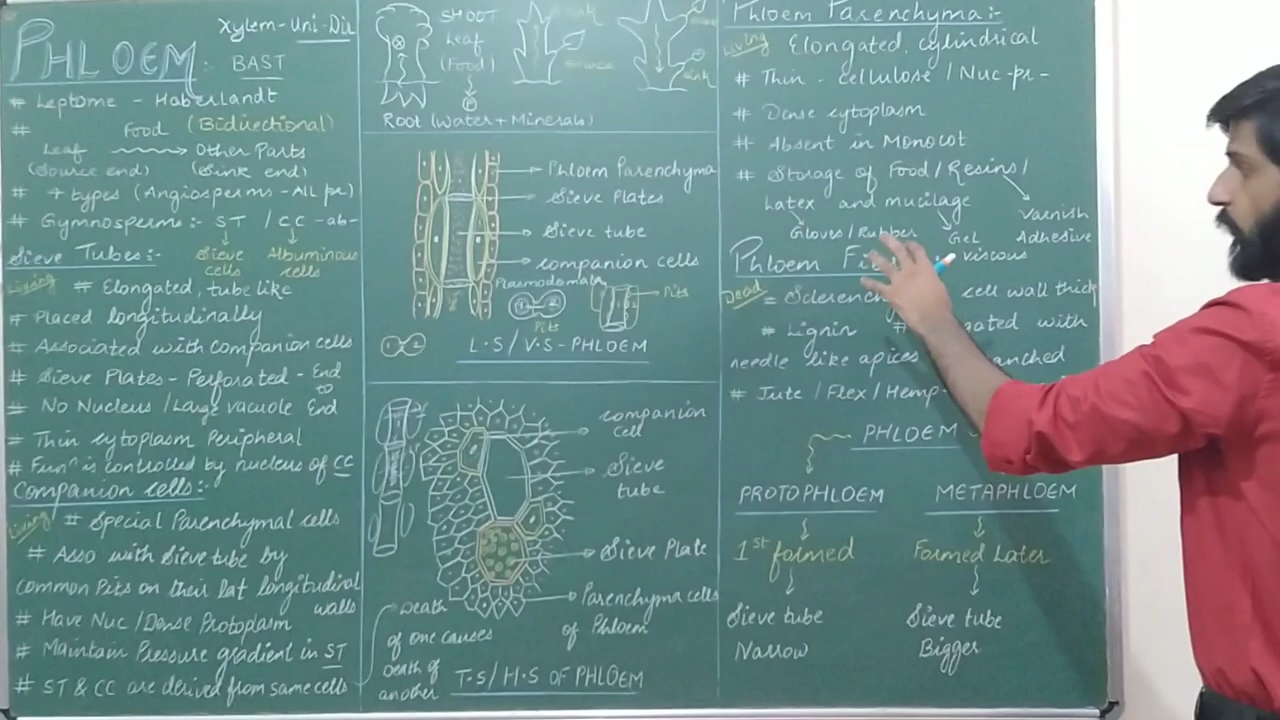 Xylem-Uni-Dir
PHLOEM:
BAST
# Leptome - Haberlandt
# Food (Bidirectional)
Leaf → Other Parts
(Source end) (Sink end)
# 4 types (Angiosperms - All pr)
# Gymnosperms:- ST / CC -ab-
Sieve cells Albuminous cells
Sieve Tubes:-
Living # Elongated, tube like
# Placed longitudinally
# Associated with companion cells
# Sieve Plates - Perforated - End to End
= No Nucleus / Large vacuole
= Thin cytoplasm Peripheral
# Funⁿ is controlled by nucleus of CC
Companion cells:-
Living # Special Parenchymal cells
# Asso with Sieve tube by
common Pits on their lat longitudinal walls
# Have Nuc / Dense Protoplasm
# Maintain Pressure gradient in ST
# ST & CC are derived from same cells
SHOOT
Leaf
(Food)
Root (Water + Minerals)
Source
Sink
Phloem Parenchyma
Sieve Plates
Sieve tube
companion cells
Plasmodesmata
1 2
Pits
Pits
1 2
L.S / V.S - PHLOEM
companion cell
Sieve tube
Sieve Plate
Parenchyma cells of Phloem
Death
of one causes
death of
another
T.S / H.S OF PHLOEM
Phloem Parenchyma:-
Living Elongated, cylindrical
# Thin - cellulose / Nuc - pr -
# Dense cytoplasm
# Absent in Monocot
# Storage of Food / Resins /
Latex and mucilage
Varnish
Adhesive
Gloves / Rubber
Gel
viscous
Phloem
Dead
cell wall thick
# Lignin # with
needle like apices
# Jute / Flex / Hemp-
PHLOEM
PROTOPHLOEM METAPHLOEM
1st formed Formed Later
Sieve tube Sieve tube
Narrow Bigger